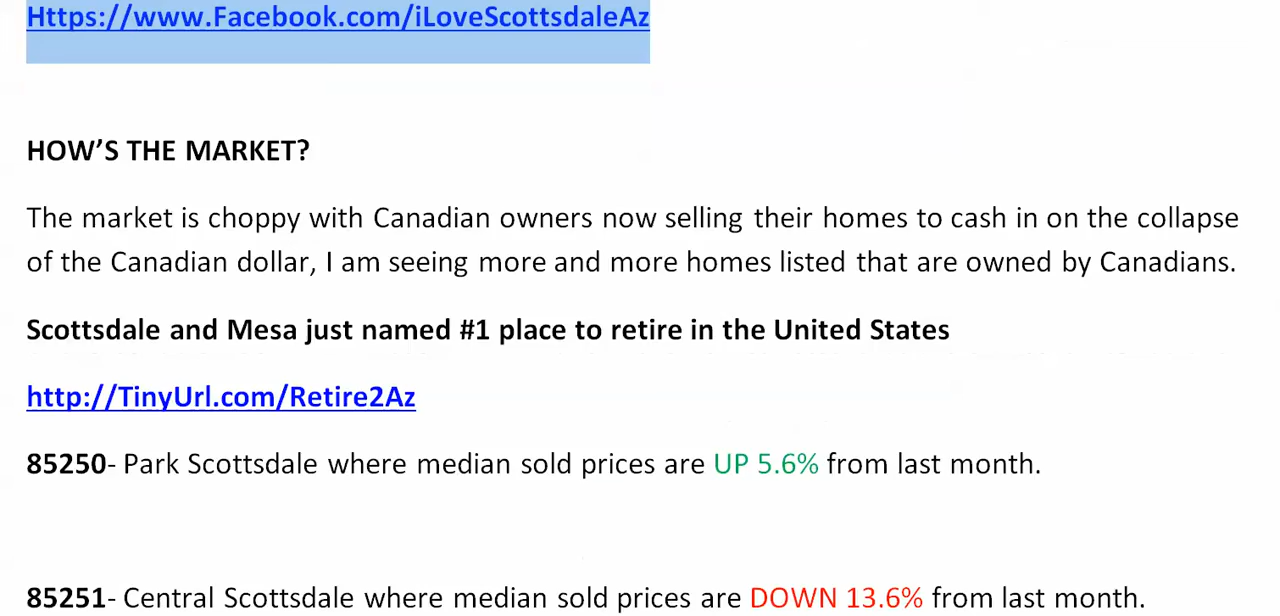 Https://www.Facebook.com/iLoveScottsdaleAz
HOW’S THE MARKET?
The market is choppy with Canadian owners now selling their homes to cash in on the collapse
of the Canadian dollar, I am seeing more and more homes listed that are owned by Canadians.
Scottsdale and Mesa just named #1 place to retire in the United States
http://TinyUrl.com/Retire2Az
85250- Park Scottsdale where median sold prices are UP 5.6% from last month.
85251- Central Scottsdale where median sold prices are DOWN 13.6% from last month.